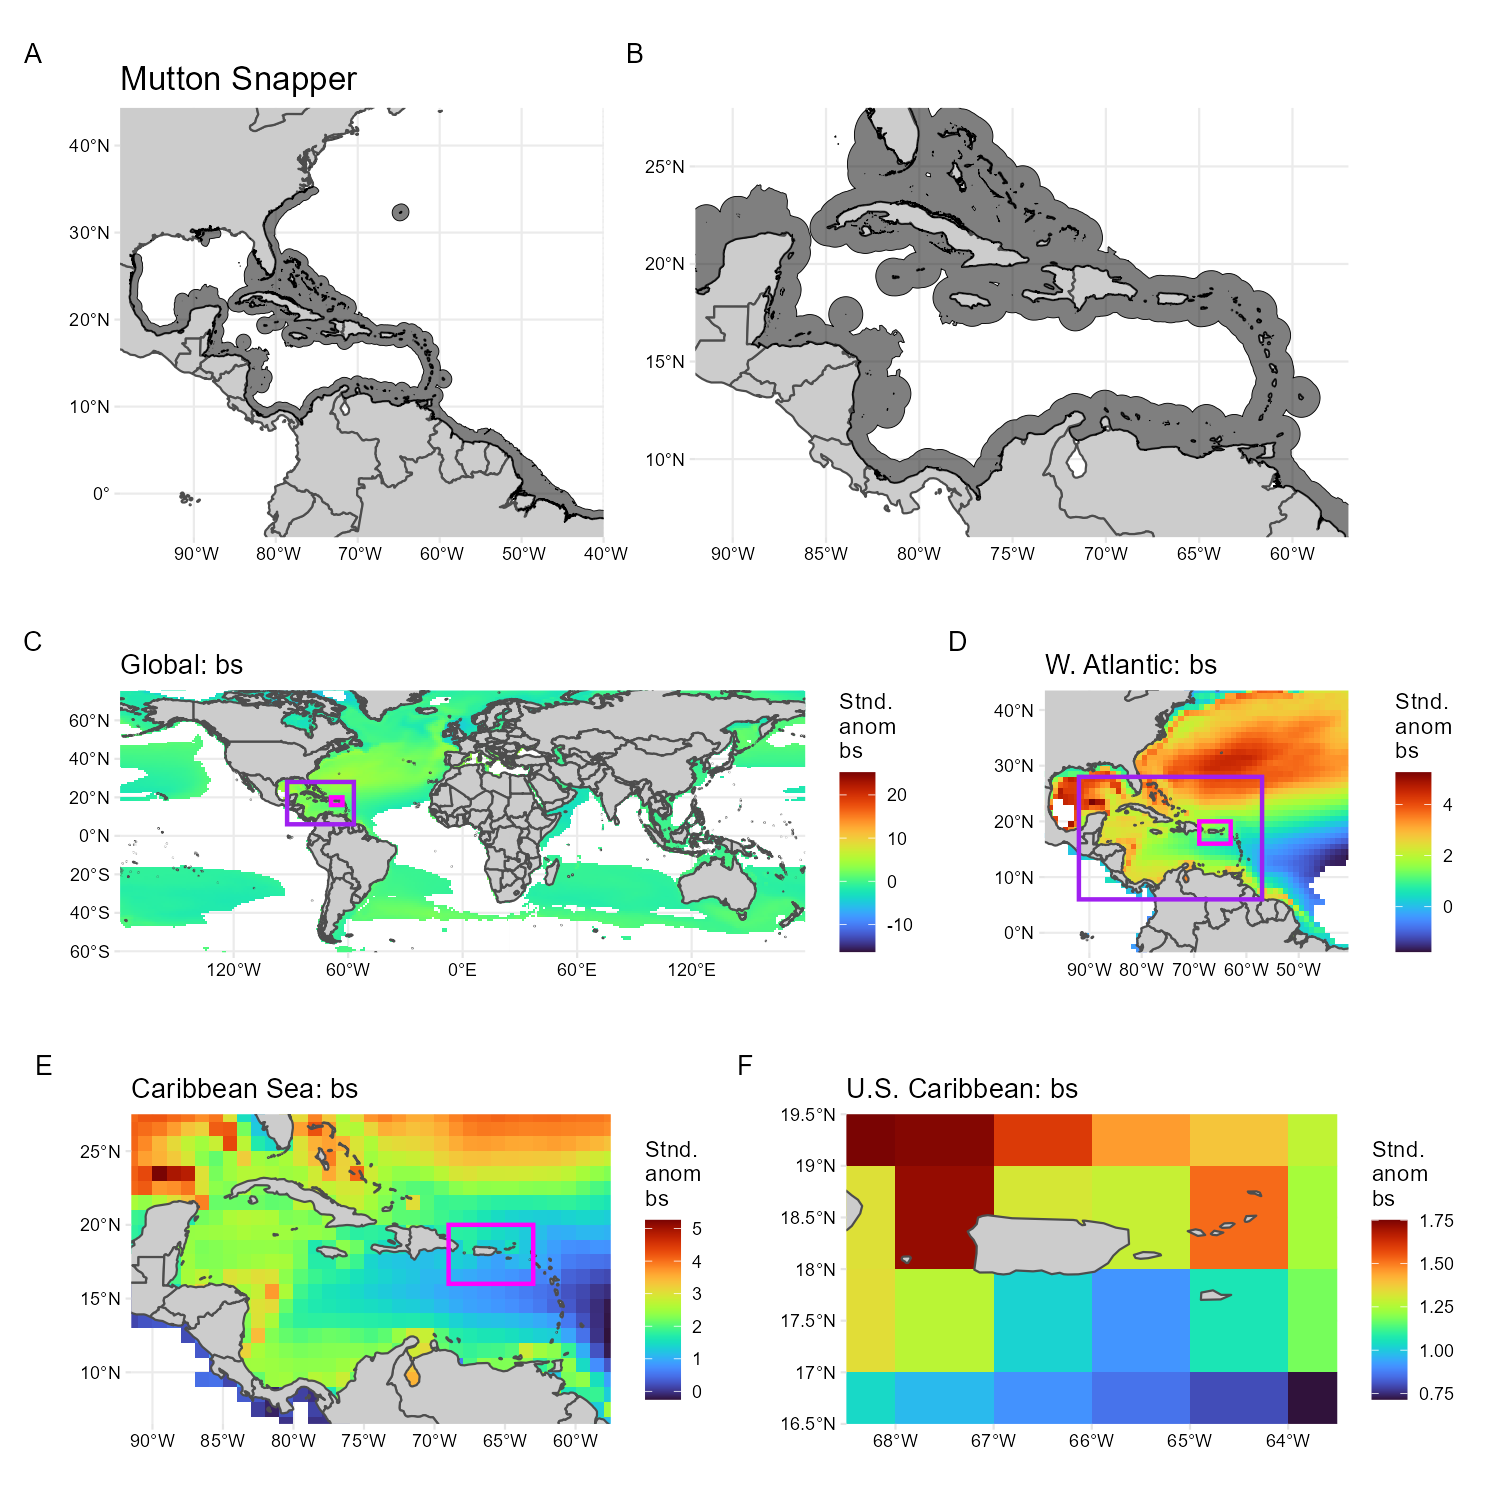 A
B
Mutton Snapper
40°N
30°N
20°N
10°N
0°
90°W 80°W 70°W 60°W 50°W 40°W
25°N
20°N
15°N
10°N
90°W 85°W 80°W 75°W 70°W 65°W 60°W
C
D
Global: bs
60°N
40°N
20°N
0°N
20°S
40°S
60°S
120°W 60°W 0°E 60°E 120°E
Stnd.
anom
bs
20
10
0
-10
W. Atlantic: bs
40°N
30°N
20°N
10°N
0°N
90°W 80°W 70°W 60°W 50°W
Stnd.
anom
bs
4
2
0
E
F
Caribbean Sea: bs
25°N
20°N
15°N
10°N
90°W 85°W 80°W 75°W 70°W 65°W 60°W
Stnd.
anom
bs
5
4
3
2
1
0
U.S. Caribbean: bs
19.5°N
19°N
18.5°N
18°N
17.5°N
17°N
16.5°N
68°W 67°W 66°W 65°W 64°W
Stnd.
anom
bs
1.75
1.50
1.25
1.00
0.75